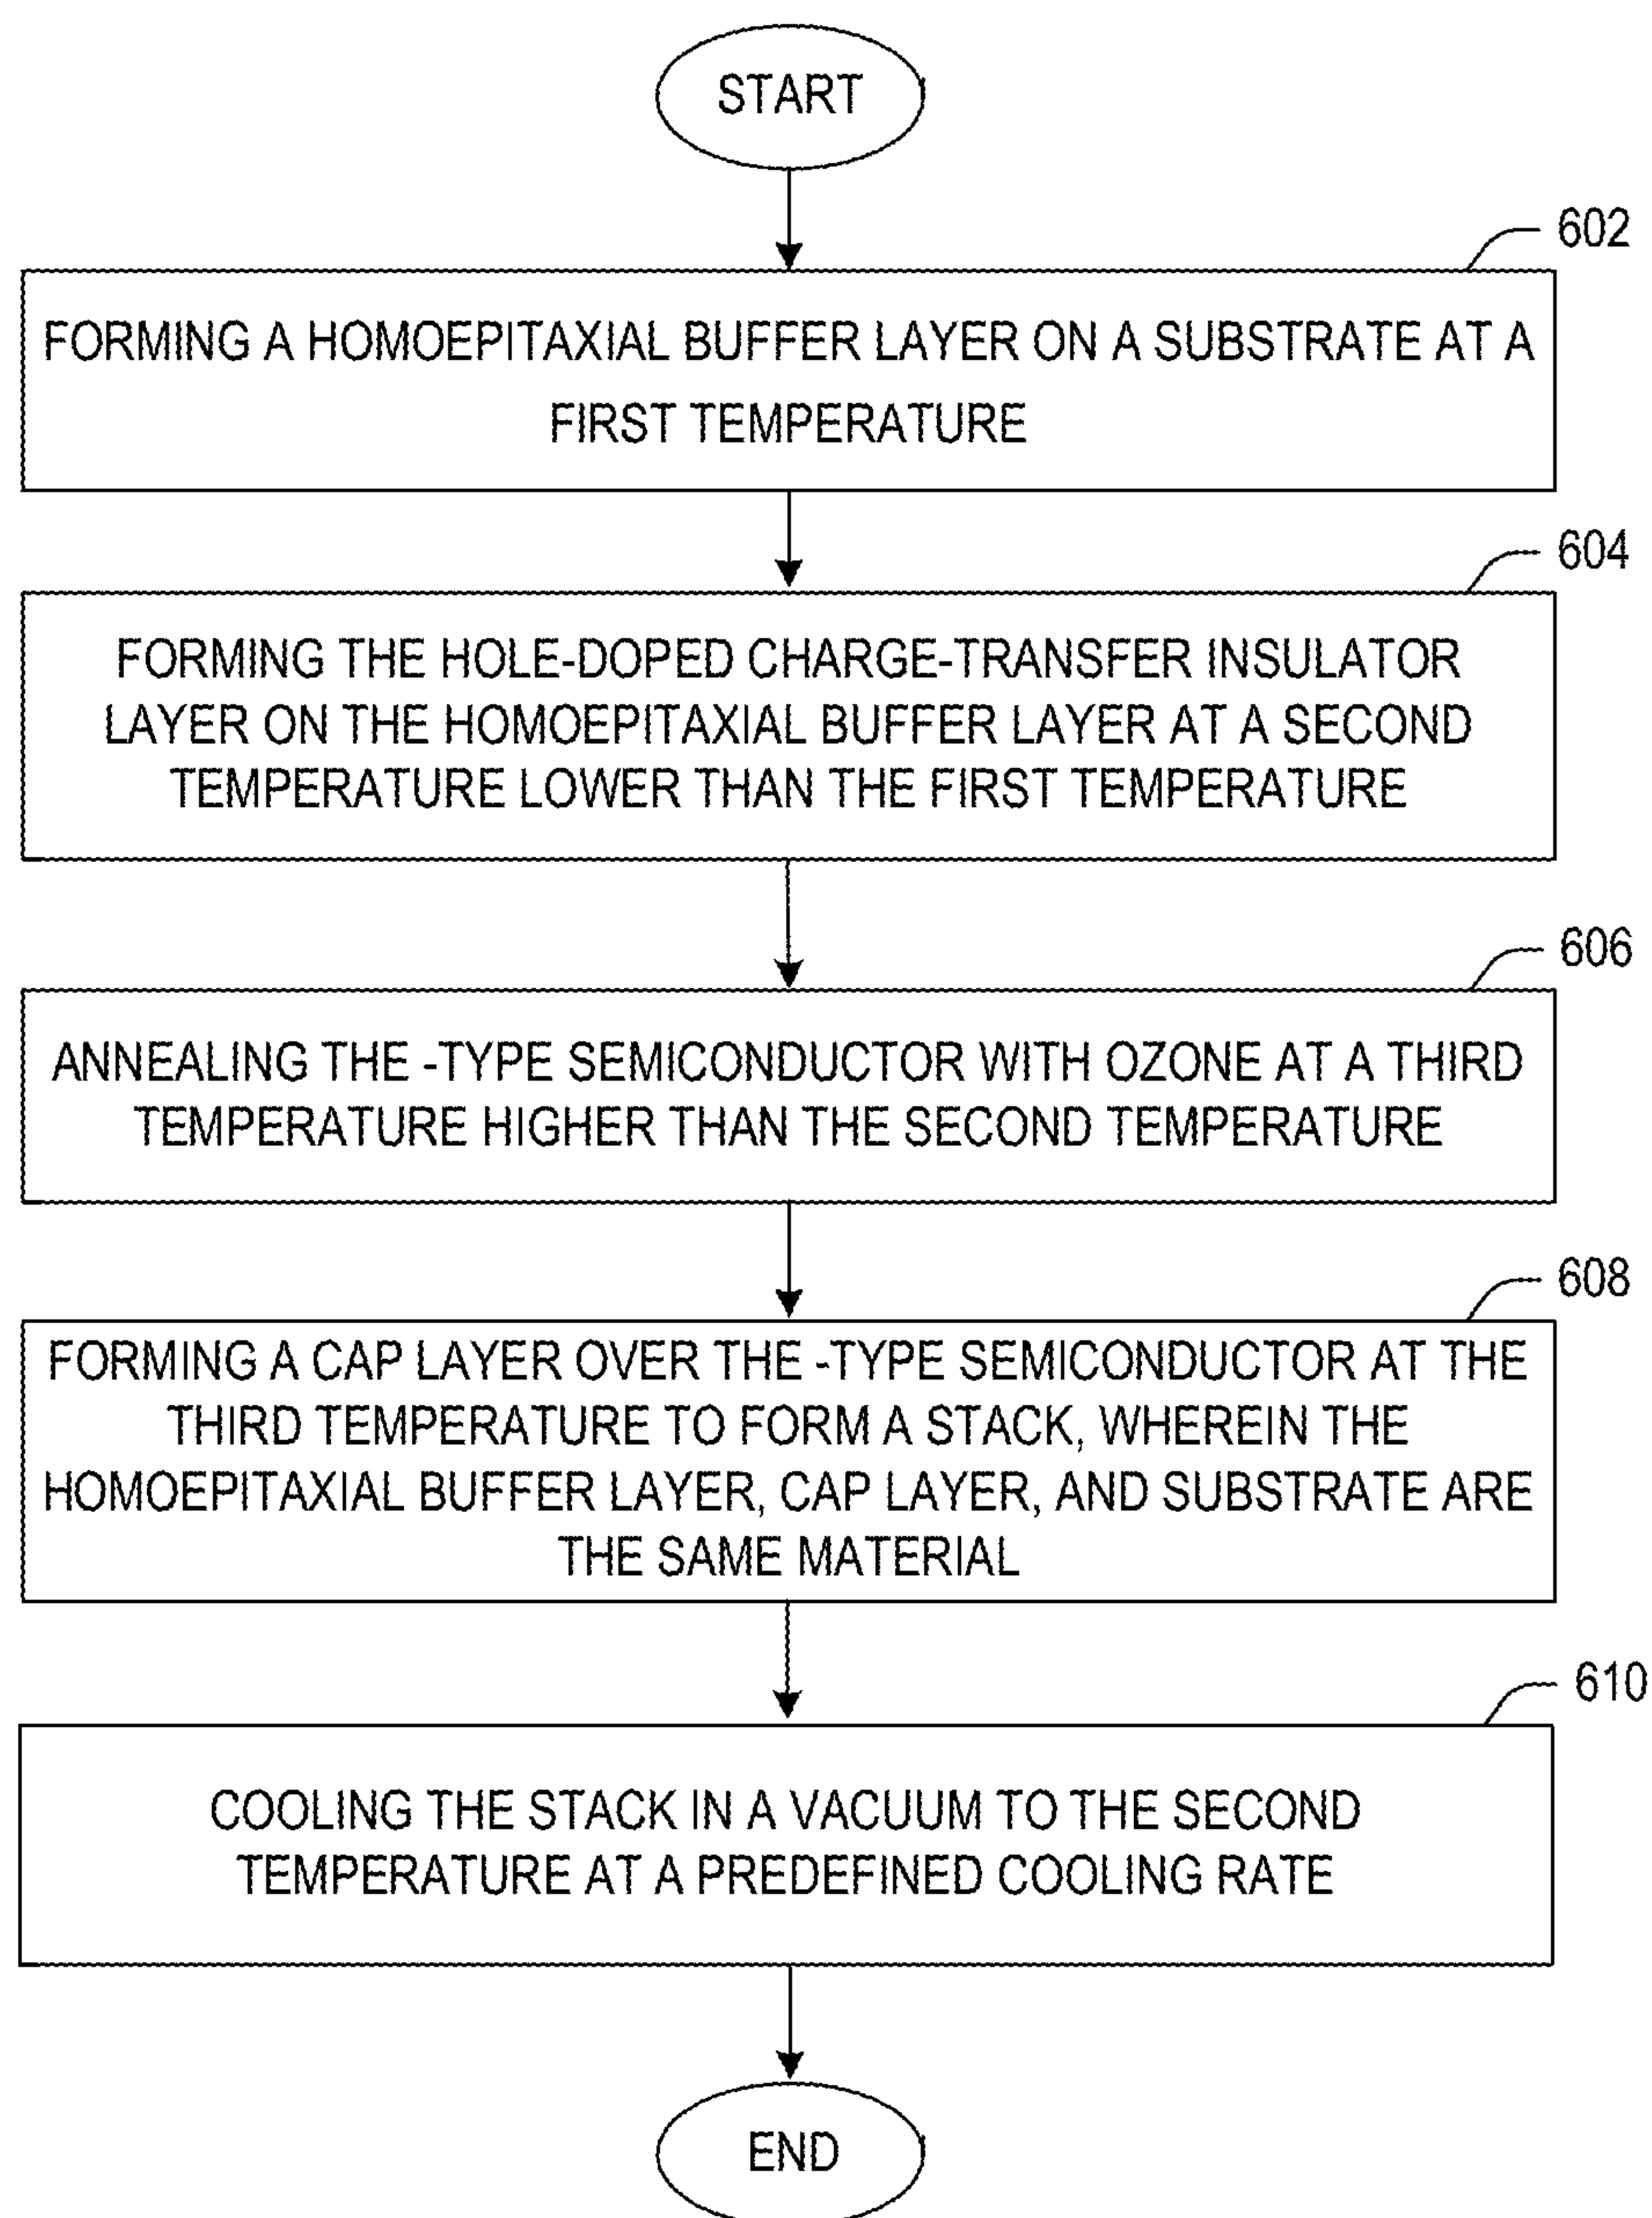 START
602
FORMING A HOMOEPITAXIAL BUFFER LAYER ON A SUBSTRATE AT A
FIRST TEMPERATURE
604
FORMING THE HOLE-DOPED CHARGE-TRANSFER INSULATOR
LAYER ON THE HOMOEPITAXIAL BUFFER LAYER AT A SECOND
TEMPERATURE LOWER THAN THE FIRST TEMPERATURE
606
ANNEALING THE -TYPE SEMICONDUCTOR WITH OZONE AT A THIRD
TEMPERATURE HIGHER THAN THE SECOND TEMPERATURE
608
FORMING A CAP LAYER OVER THE -TYPE SEMICONDUCTOR AT THE
THIRD TEMPERATURE TO FORM A STACK, WHEREIN THE
HOMOEPITAXIAL BUFFER LAYER, CAP LAYER, AND SUBSTRATE ARE
THE SAME MATERIAL
610
COOLING THE STACK IN A VACUUM TO THE SECOND
TEMPERATURE AT A PREDEFINED COOLING RATE
END